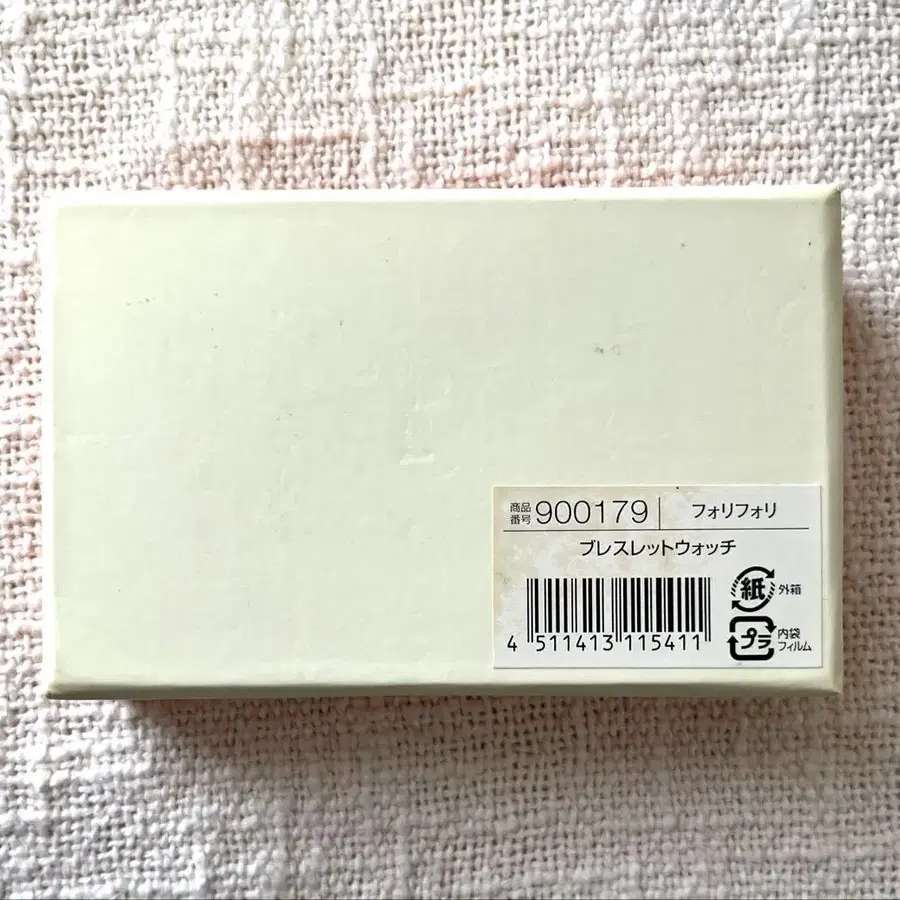 商品番号 900179 フォリフォリ
ブレスレットウォッチ
紙 外箱
プラ 内袋フィルム
4 511413 115411